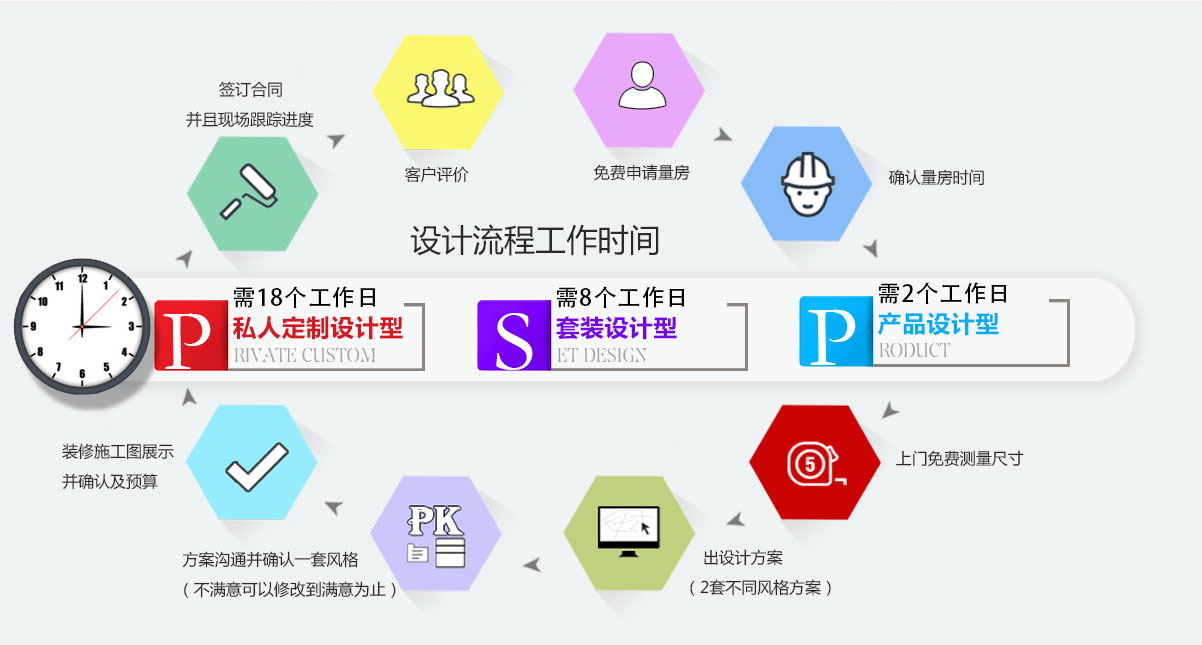 签订合同
并且现场跟踪进度
客户评价
免费申请量房
确认量房时间
设计流程工作时间
12
1
2
3
4
5
6
7
8
9
10
11
需18个工作日
P 私人定制设计型
RIVATE CUSTOM
需8个工作日
S 套装设计型
ET DESIGN
需2个工作日
P 产品设计型
RODUCT
5
上门免费测量尺寸
出设计方案
(2套不同风格方案)
PK
方案沟通并确认一套风格
(不满意可以修改到满意为止)
装修施工图展示
并确认及预算